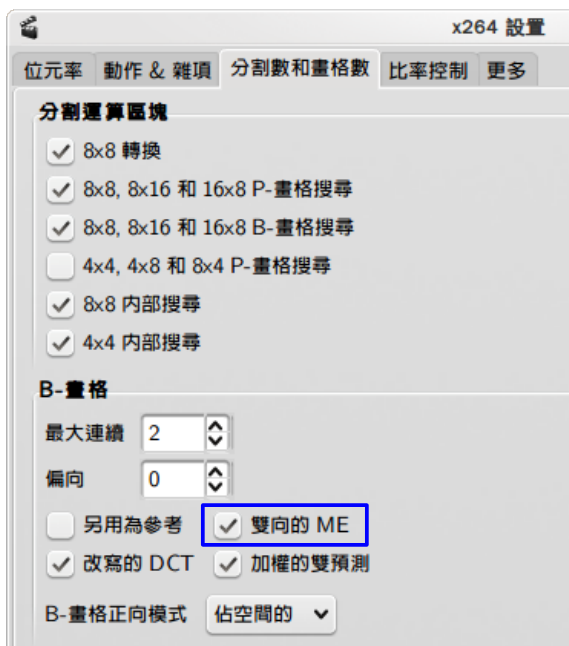 x264 設置
位元率 動作 & 雜項 分割數和畫格數 比率控制 更多
分割運算區塊
8x8 轉換
8x8, 8x16 和 16x8 P-畫格搜尋
8x8, 8x16 和 16x8 B-畫格搜尋
4x4, 4x8 和 8x4 P-畫格搜尋
8x8 內部搜尋
4x4 內部搜尋
B-畫格
最大連續 2
偏向 0
另用為參考 雙向的 ME
改寫的 DCT 加權的雙預測
B-畫格正向模式 佔空間的